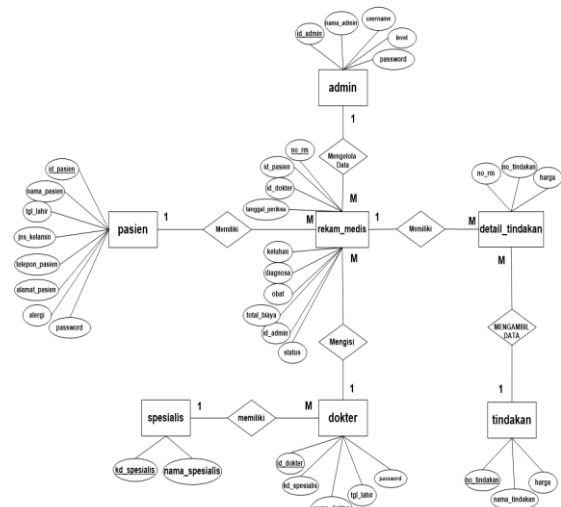 username
nama_admin
id_admin
level
password
admin
1
Mengelola
Data
no_rm
id_pasien
id_dokter
tanggal_periksa
M
no_tindakan
no_rm
harga
id_pasien
nama_pasien
tgl_lahir
jns_kelamin
telepon_pasien
alamat_pasien
alergi
password
pasien
1
Memiliki
M
rekam_medis
1
Memiliki
M
detail_tindakan
M
M
keluhan
diagnosa
obat
total_biaya
id_admin
status
Mengisi
MENGAMBIL
DATA
1
1
spesialis
1
memiliki
M
dokter
tindakan
kd_spesialis
nama_spesialis
id_dokter
kd_spesialis
tgl_lahir
password
no_tindakan
nama_tindakan
harga